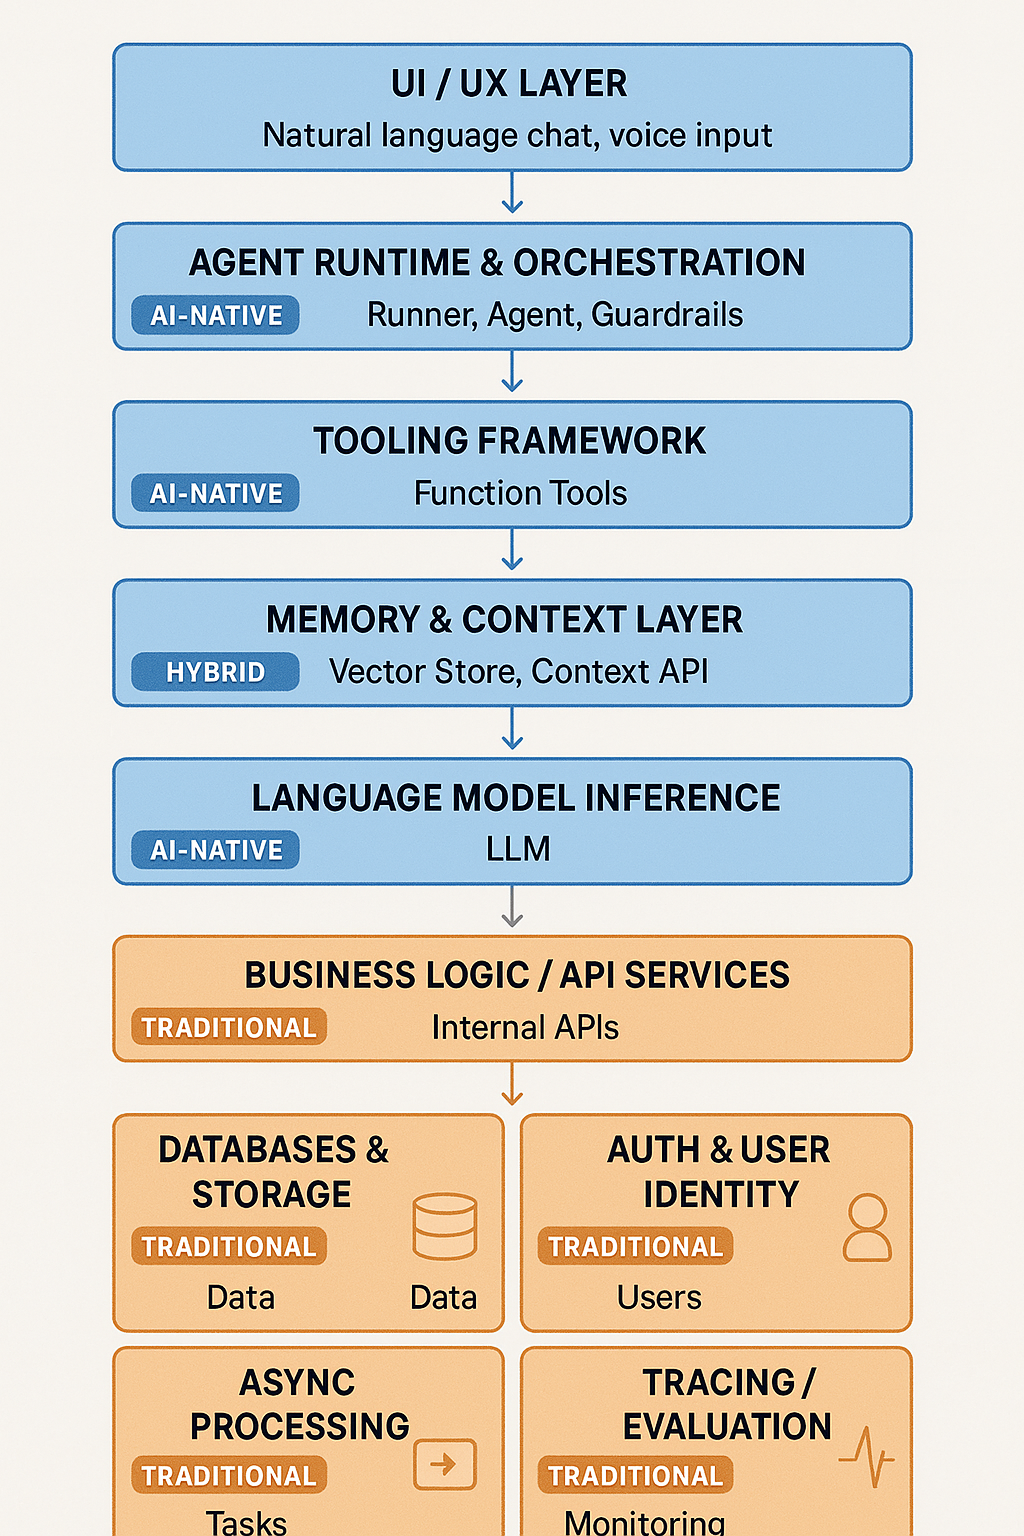 UI / UX LAYER
Natural language chat, voice input
AGENT RUNTIME & ORCHESTRATION
AI-NATIVE
Runner, Agent, Guardrails
TOOLING FRAMEWORK
AI-NATIVE
Function Tools
MEMORY & CONTEXT LAYER
HYBRID
Vector Store, Context API
LANGUAGE MODEL INFERENCE
AI-NATIVE
LLM
BUSINESS LOGIC / API SERVICES
TRADITIONAL
Internal APIs
DATABASES &
STORAGE
TRADITIONAL
Data
Data
AUTH & USER
IDENTITY
TRADITIONAL
Users
ASYNC
PROCESSING
TRADITIONAL
Tasks
TRACING /
EVALUATION
TRADITIONAL
Monitoring